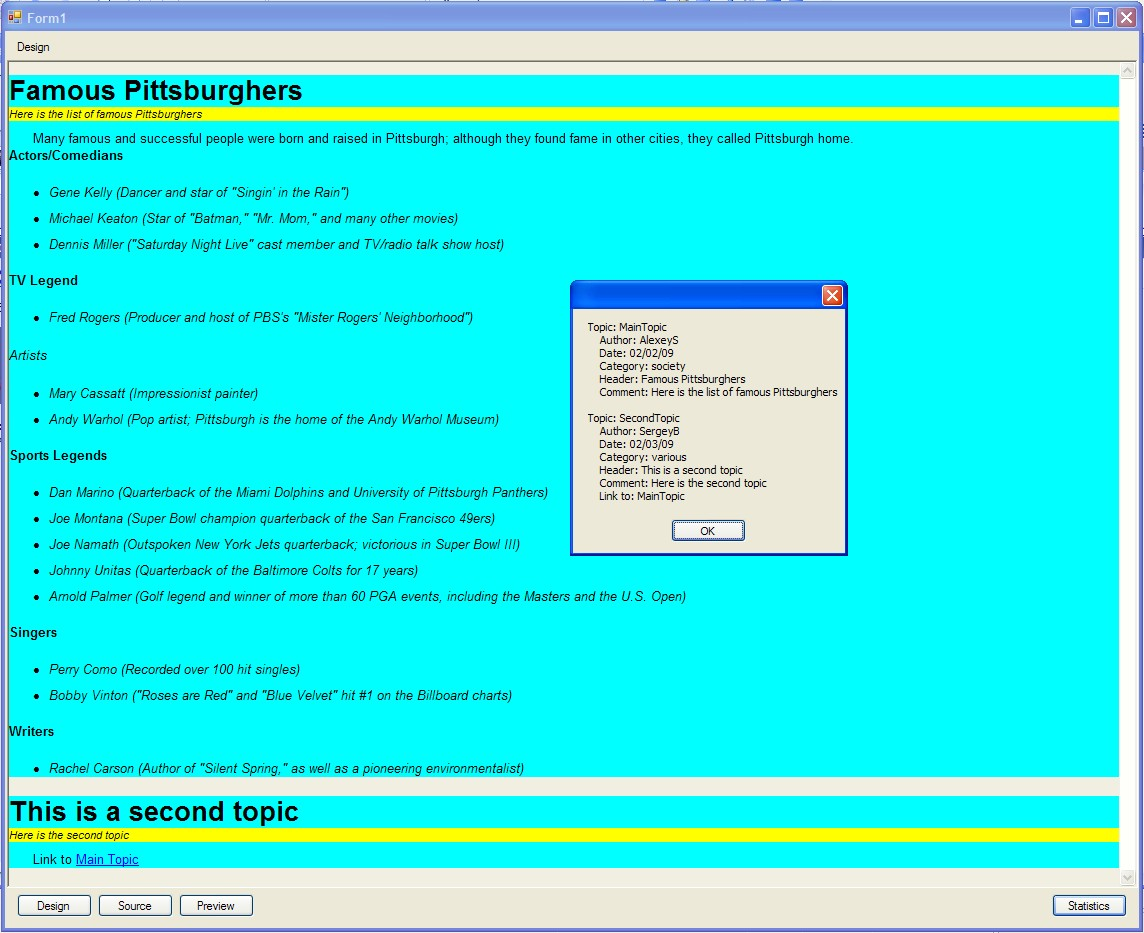 Form1
Design
Famous Pittsburghers
Here is the list of famous Pittsburghers
Many famous and successful people were born and raised in Pittsburgh; although they found fame in other cities, they called Pittsburgh home.
Actors/Comedians
• Gene Kelly (Dancer and star of "Singin' in the Rain")
• Michael Keaton (Star of "Batman," "Mr. Mom," and many other movies)
• Dennis Miller ("Saturday Night Live" cast member and TV/radio talk show host)
TV Legend
• Fred Rogers (Producer and host of PBS's "Mister Rogers' Neighborhood")
Artists
• Mary Cassatt (Impressionist painter)
• Andy Warhol (Pop artist; Pittsburgh is the home of the Andy Warhol Museum)
Sports Legends
• Dan Marino (Quarterback of the Miami Dolphins and University of Pittsburgh Panthers)
• Joe Montana (Super Bowl champion quarterback of the San Francisco 49ers)
• Joe Namath (Outspoken New York Jets quarterback; victorious in Super Bowl III)
• Johnny Unitas (Quarterback of the Baltimore Colts for 17 years)
• Arnold Palmer (Golf legend and winner of more than 60 PGA events, including the Masters and the U.S. Open)
Singers
• Perry Como (Recorded over 100 hit singles)
• Bobby Vinton ("Roses are Red" and "Blue Velvet" hit #1 on the Billboard charts)
Writers
• Rachel Carson (Author of "Silent Spring," as well as a pioneering environmentalist)
This is a second topic
Here is the second topic
Link to Main Topic
Topic: MainTopic
Author: AlexeyS
Date: 02/02/09
Category: society
Header: Famous Pittsburghers
Comment: Here is the list of famous Pittsburghers
Topic: SecondTopic
Author: SergeyB
Date: 02/03/09
Category: various
Header: This is a second topic
Comment: Here is the second topic
Link to: MainTopic
OK
Design
Source
Preview
Statistics